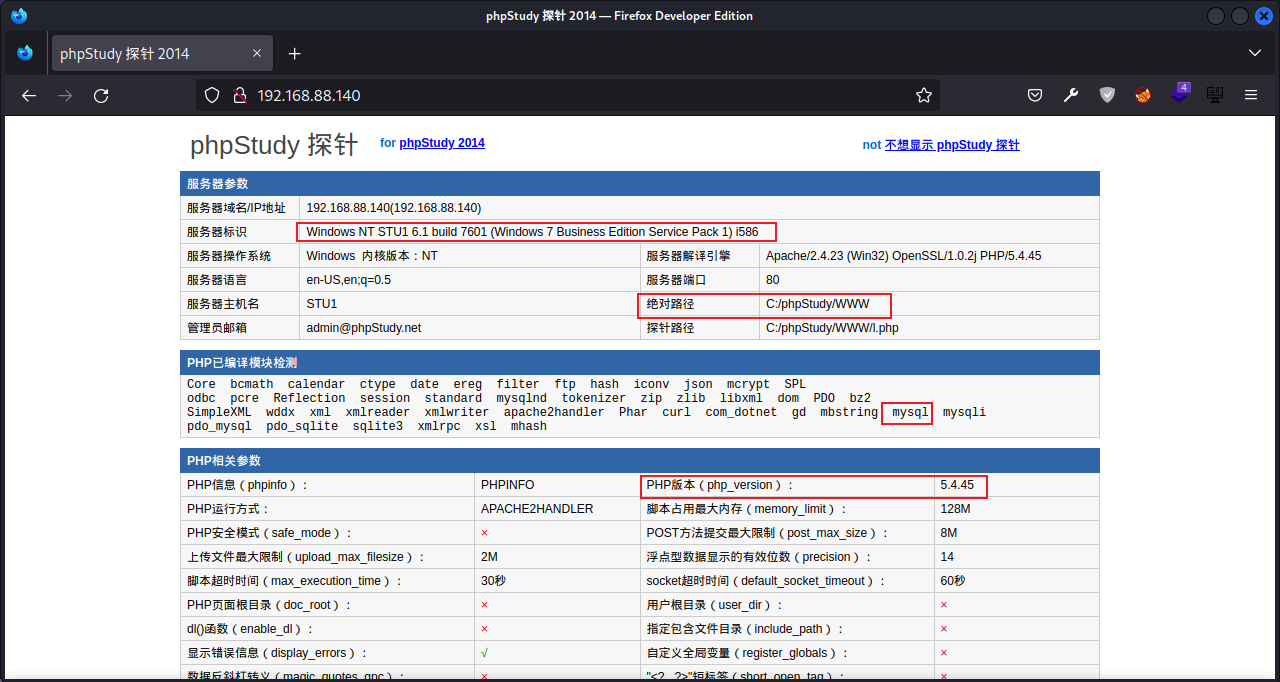 phpStudy 探针 2014 — Firefox Developer Edition
phpStudy 探针 2014
192.168.88.140
4
phpStudy 探针 for phpStudy 2014 not 不想显示 phpStudy 探针
服务器参数
服务器域名/IP地址 192.168.88.140(192.168.88.140)
服务器标识 Windows NT STU1 6.1 build 7601 (Windows 7 Business Edition Service Pack 1) i586
服务器操作系统 Windows 内核版本：NT 服务器解译引擎 Apache/2.4.23 (Win32) OpenSSL/1.0.2j PHP/5.4.45
服务器语言 en-US,en;q=0.5 服务器端口 80
服务器主机名 STU1 绝对路径 C:/phpStudy/WWW
管理员邮箱 admin@phpStudy.net 探针路径 C:/phpStudy/WWW/l.php
PHP已编译模块检测
Core bcmath calendar ctype date ereg filter ftp hash iconv json mcrypt SPL
odbc pcre Reflection session standard mysqlnd tokenizer zip zlib libxml dom PDO bz2
SimpleXML wddx xml xmlreader xmlwriter apache2handler Phar curl com_dotnet gd mbstring mysql mysqli
pdo_mysql pdo_sqlite sqlite3 xmlrpc xsl mhash
PHP相关参数
PHP信息（phpinfo）： PHPINFO PHP版本（php_version）： 5.4.45
PHP运行方式： APACHE2HANDLER 脚本占用最大内存（memory_limit）： 128M
PHP安全模式（safe_mode）： × POST方法提交最大限制（post_max_size）： 8M
上传文件最大限制（upload_max_filesize）： 2M 浮点型数据显示的有效位数（precision）： 14
脚本超时时间（max_execution_time）： 30秒 socket超时时间（default_socket_timeout）： 60秒
PHP页面根目录（doc_root）： × 用户根目录（user_dir）： ×
dl()函数（enable_dl）： × 指定包含文件目录（include_path）： ×
显示错误信息（display_errors）： √ 自定义全局变量（register_globals）： ×
数据反斜杠转义（magic_quotes_gpc）： × "<?...?>"短标签（short_open_tag）： ×